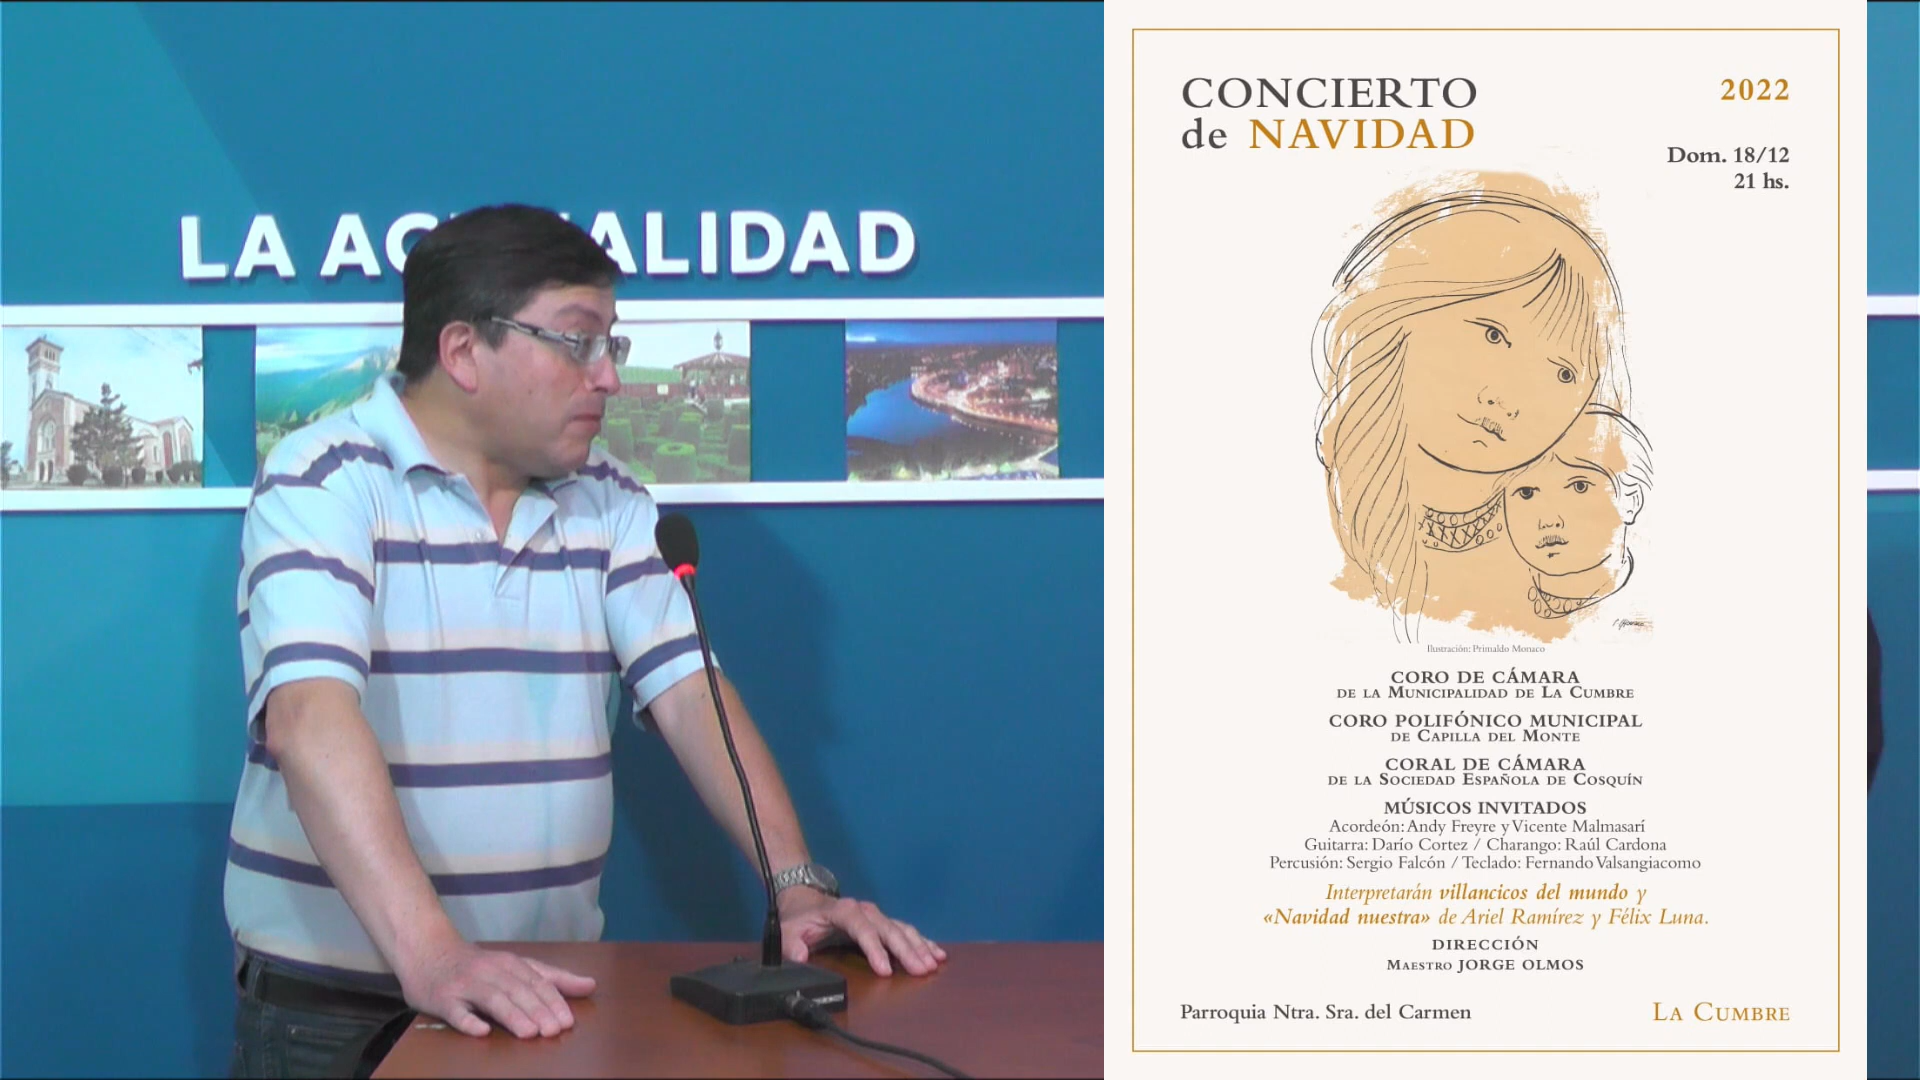 LA AC ALIDAD
CONCIERTO
de NAVIDAD
2022
Dom. 18/12
21 hs.
Ilustración: Primaldo Monaco
CORO DE CÁMARA
DE LA MUNICIPALIDAD DE LA CUMBRE
CORO POLIFÓNICO MUNICIPAL
DE CAPILLA DEL MONTE
CORAL DE CÁMARA
DE LA SOCIEDAD ESPAÑOLA DE COSQUÍN
MÚSICOS INVITADOS
Acordeón: Andy Freyre y Vicente Malmasarí
Guitarra: Darío Cortez / Charango: Raúl Cardona
Percusión: Sergio Falcón / Teclado: Fernando Valsangiacomo
Interpretarán villancicos del mundo y
«Navidad nuestra» de Ariel Ramírez y Félix Luna.
DIRECCIÓN
MAESTRO JORGE OLMOS
Parroquia Ntra. Sra. del Carmen
LA CUMBRE